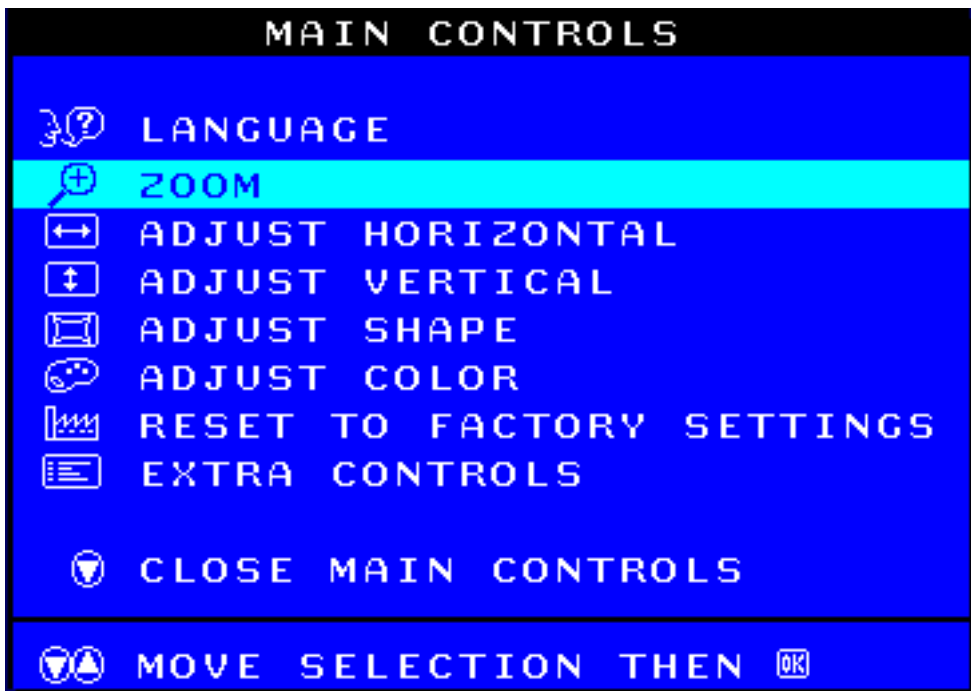 MAIN CONTROLS
LANGUAGE
ZOOM
ADJUST HORIZONTAL
ADJUST VERTICAL
ADJUST SHAPE
ADJUST COLOR
RESET TO FACTORY SETTINGS
EXTRA CONTROLS
CLOSE MAIN CONTROLS
MOVE SELECTION THEN OK